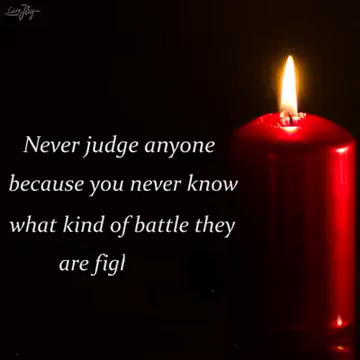 Never judge anyone
because you never know
what kind of battle they
are figl